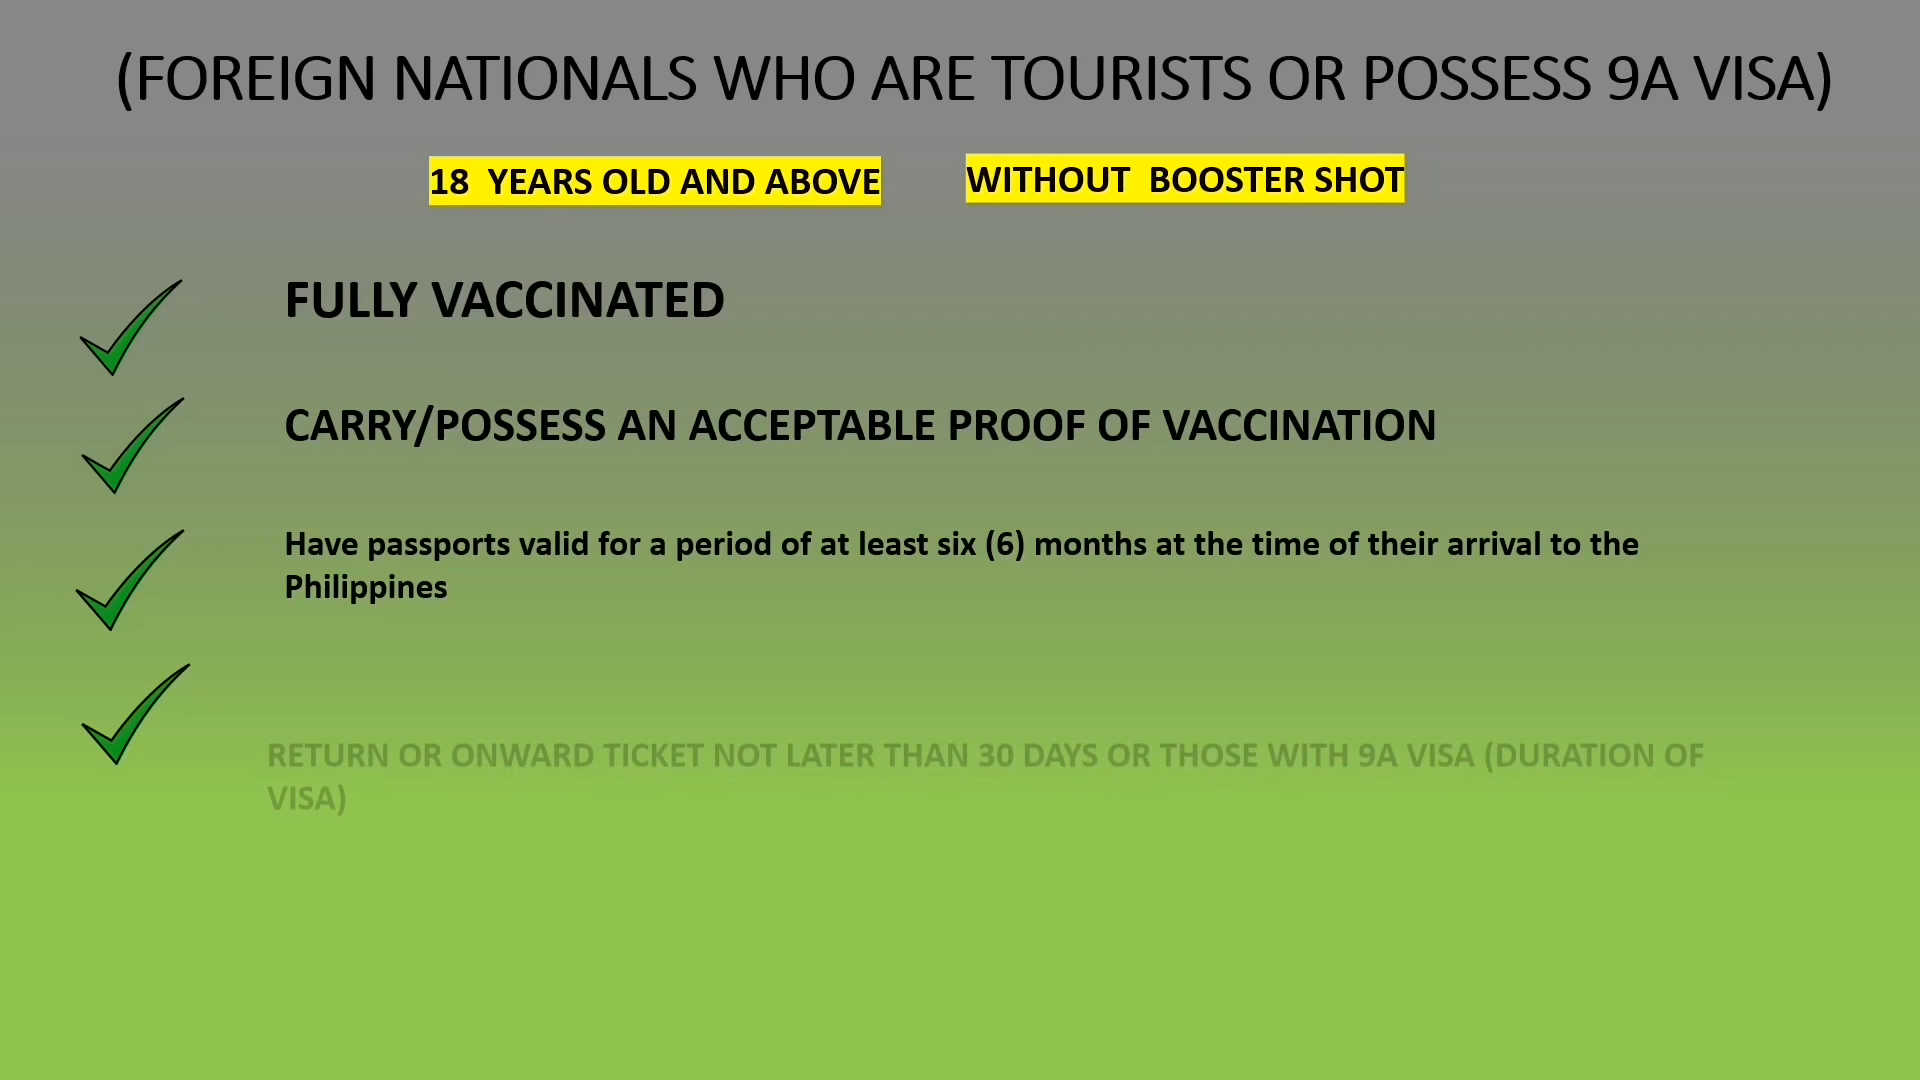 (FOREIGN NATIONALS WHO ARE TOURISTS OR POSSESS 9A VISA)
18 YEARS OLD AND ABOVE WITHOUT BOOSTER SHOT
FULLY VACCINATED
CARRY/POSSESS AN ACCEPTABLE PROOF OF VACCINATION
Have passports valid for a period of at least six (6) months at the time of their arrival to the
Philippines
RETURN OR ONWARD TICKET NOT LATER THAN 30 DAYS OR THOSE WITH 9A VISA (DURATION OF
VISA)